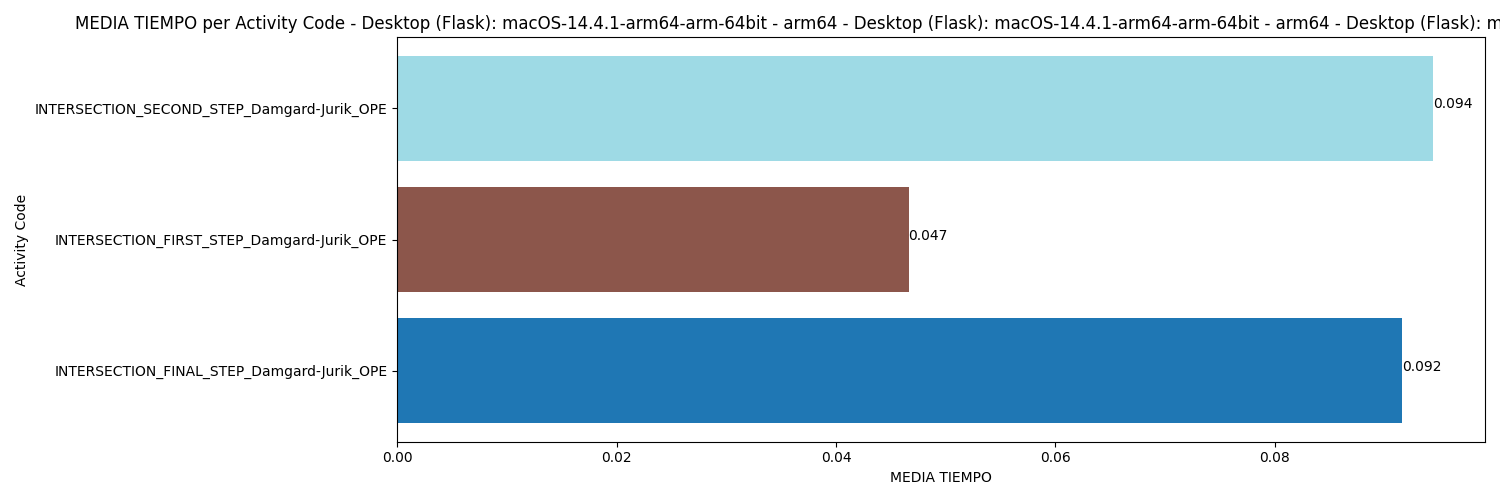 MEDIA TIEMPO per Activity Code - Desktop (Flask): macOS-14.4.1-arm64-arm-64bit - arm64 - Desktop (Flask): macOS-14.4.1-arm64-arm-64bit - arm64 - Desktop (Flask): m
INTERSECTION_SECOND_STEP_Damgard-Jurik_OPE
0.094
Activity Code
INTERSECTION_FIRST_STEP_Damgard-Jurik_OPE
0.047
INTERSECTION_FINAL_STEP_Damgard-Jurik_OPE
0.092
0.00 0.02 0.04 0.06 0.08
MEDIA TIEMPO